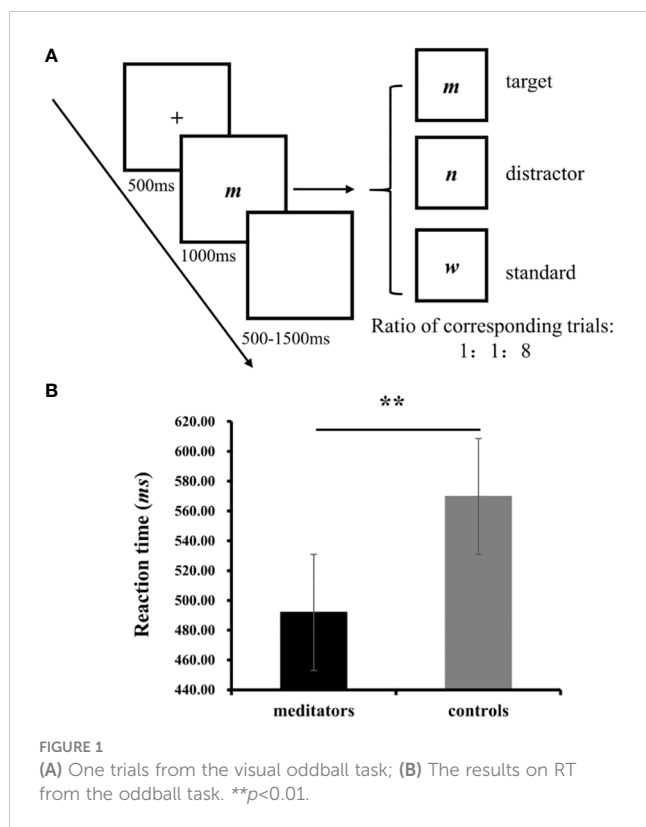 A
+
500ms
m
1000ms
500-1500ms
m target
n distractor
w standard
Ratio of corresponding trials:
1: 1: 8
B
**
Reaction time (ms)
620.00
600.00
580.00
560.00
540.00
520.00
500.00
480.00
460.00
440.00
meditators controls
FIGURE 1
(A) One trials from the visual oddball task; (B) The results on RT
from the oddball task. **p<0.01.